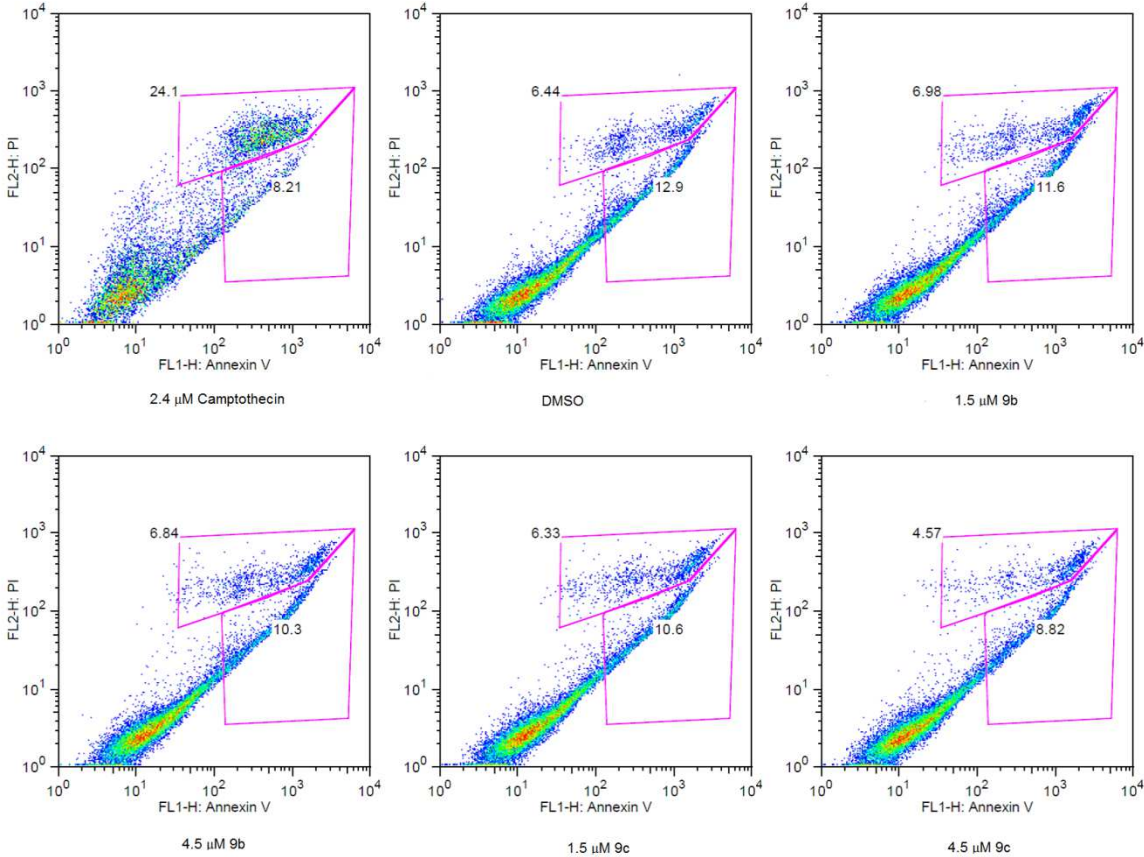 10⁴
10³
10²
10¹
10⁰
FL2-H: PI
24.1
8.21
10⁰ 10¹ 10² 10³ 10⁴
FL1-H: Annexin V
2.4 μM Camptothecin
10⁴
10³
10²
10¹
10⁰
FL2-H: PI
6.44
12.9
10⁰ 10¹ 10² 10³ 10⁴
FL1-H: Annexin V
DMSO
10⁴
10³
10²
10¹
10⁰
FL2-H: PI
6.98
11.6
10⁰ 10¹ 10² 10³ 10⁴
FL1-H: Annexin V
1.5 μM 9b
10⁴
10³
10²
10¹
10⁰
FL2-H: PI
6.84
10.3
10⁰ 10¹ 10² 10³ 10⁴
FL1-H: Annexin V
4.5 μM 9b
10⁴
10³
10²
10¹
10⁰
FL2-H: PI
6.33
10.6
10⁰ 10¹ 10² 10³ 10⁴
FL1-H: Annexin V
1.5 μM 9c
10⁴
10³
10²
10¹
10⁰
FL2-H: PI
4.57
8.82
10⁰ 10¹ 10² 10³ 10⁴
FL1-H: Annexin V
4.5 μM 9c